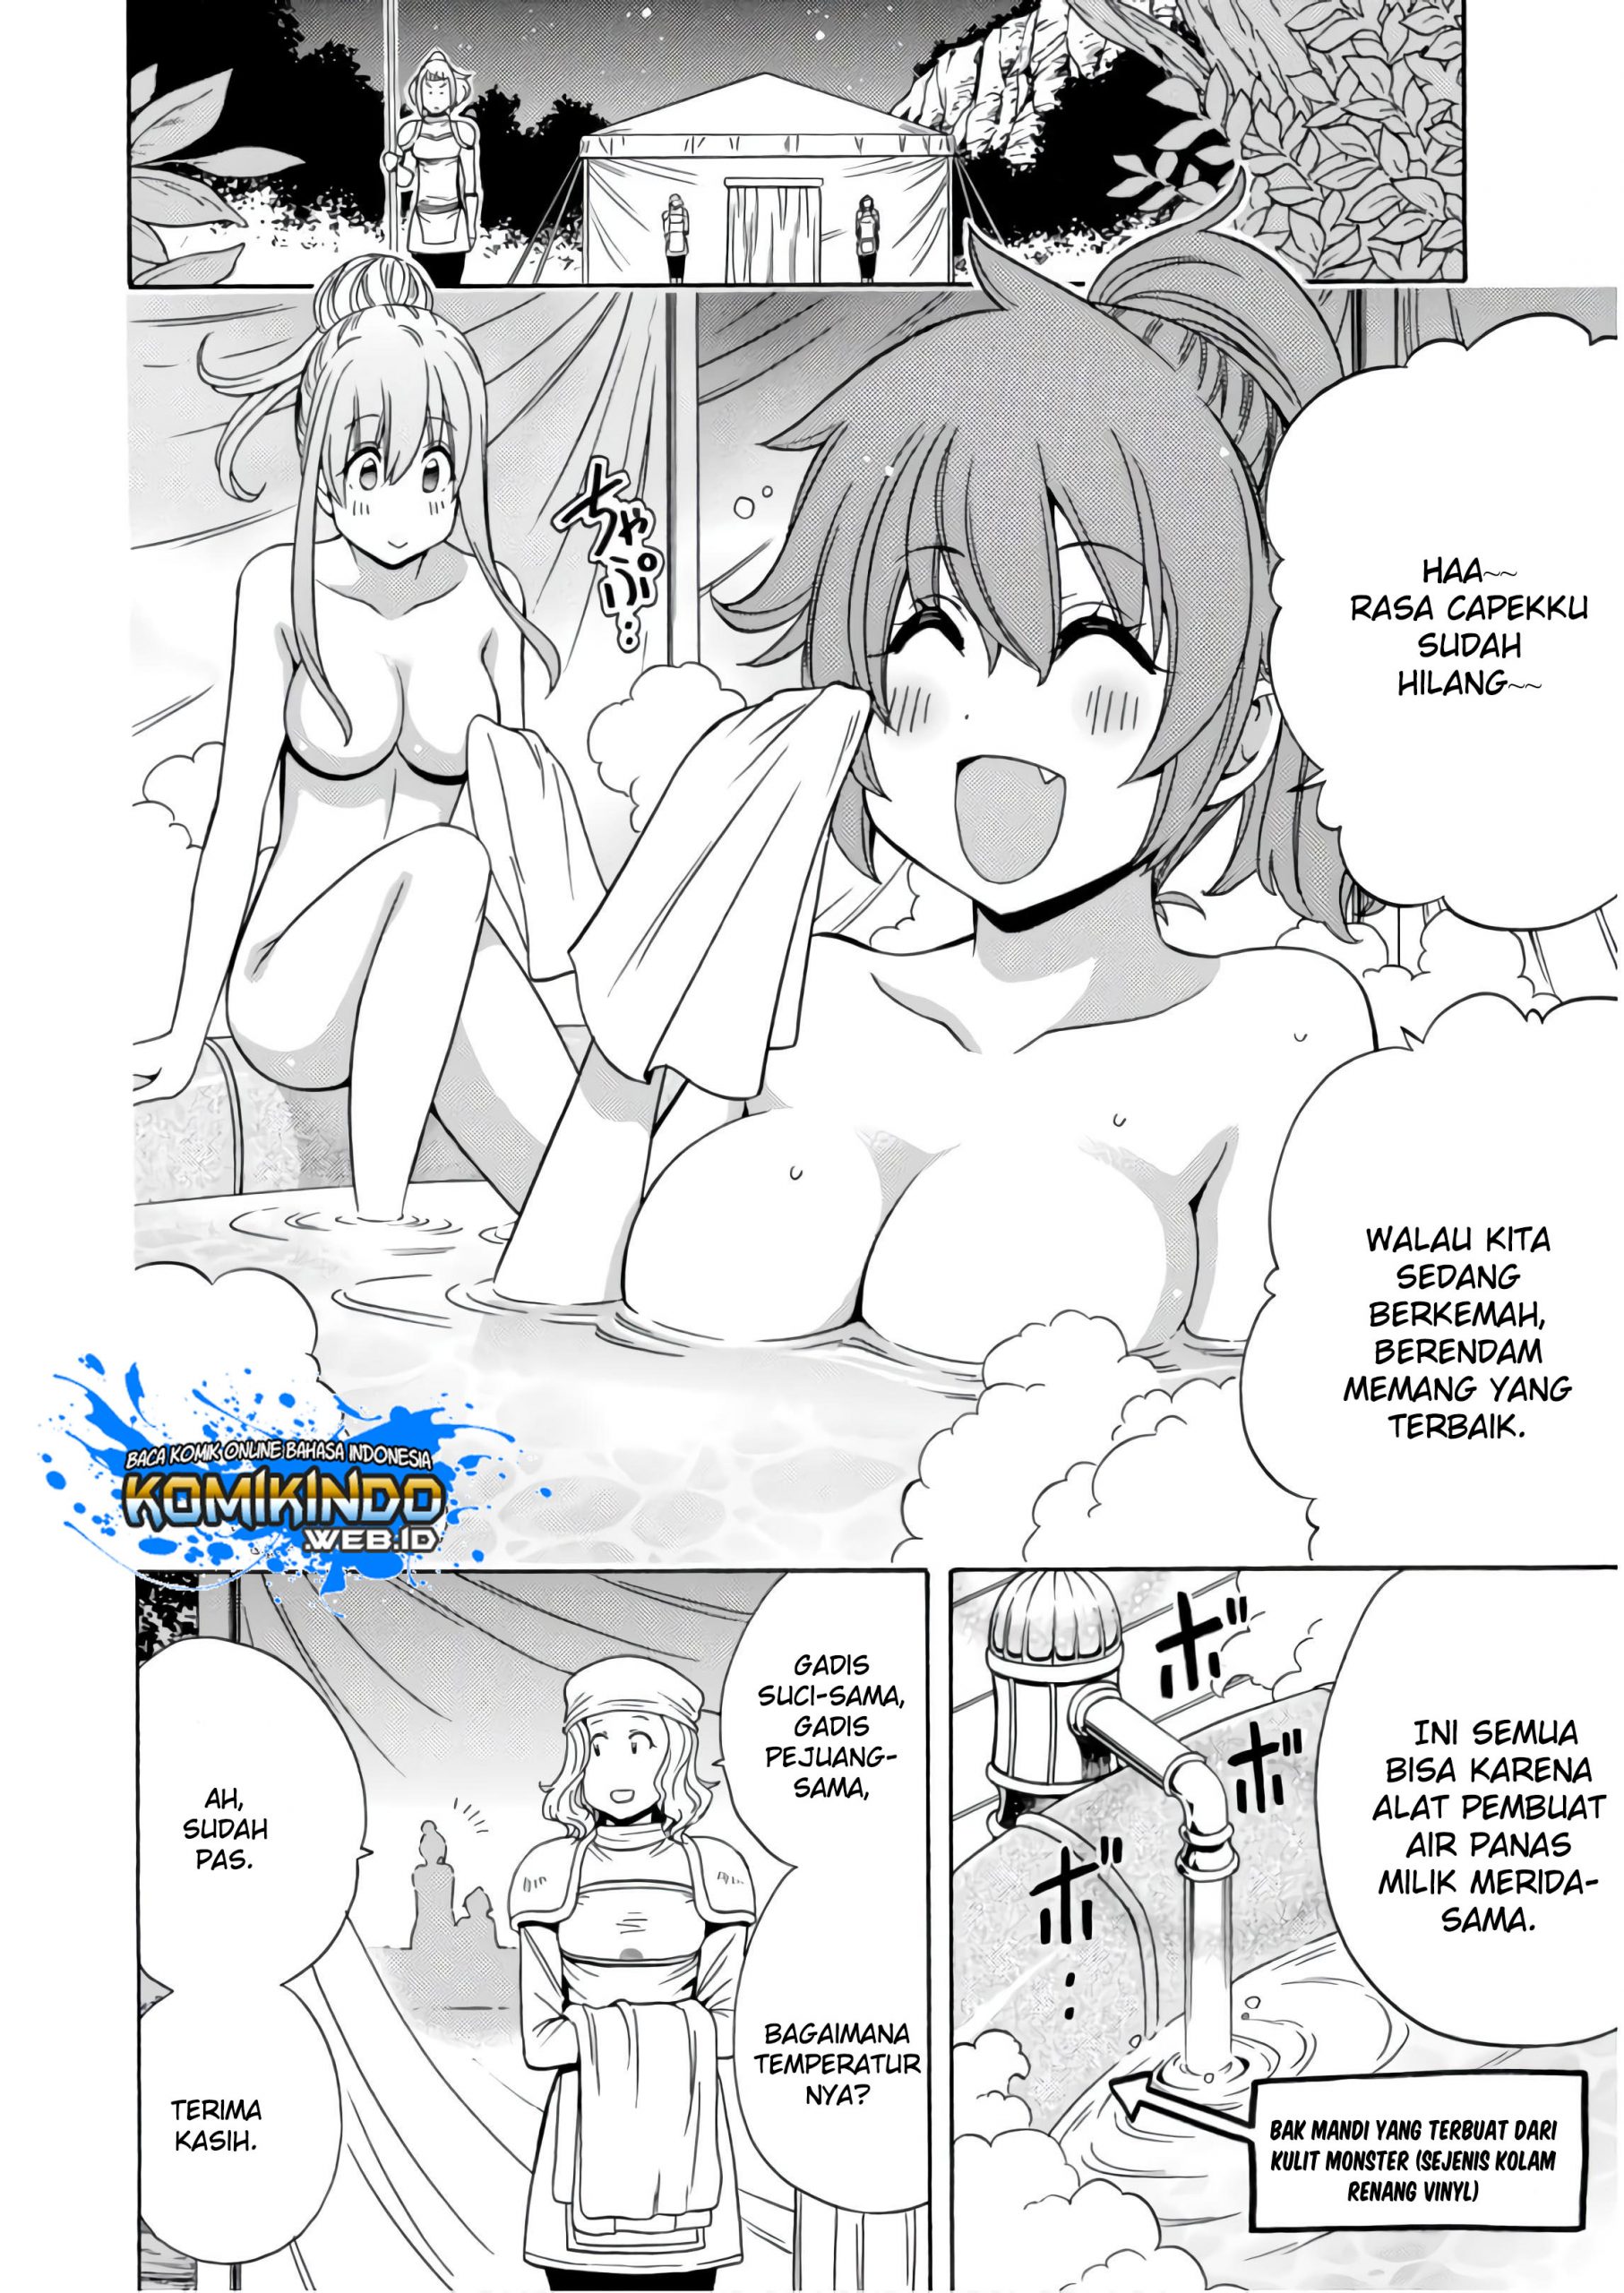 HAA~~
RASA CAPEKKU
SUDAH
HILANG~~
ちゃぷ…
WALAU KITA
SEDANG
BERKEMAH,
BERENDAM
MEMANG YANG
TERBAIK.
BACA KOMIK ONLINE BAHASA INDONESIA
KOMIKINDO
.WEB.ID
INI SEMUA
BISA KARENA
ALAT PEMBUAT
AIR PANAS
MILIK MERIDA-
SAMA.
ボボボ…
BAK MANDI YANG TERBUAT DARI
KULIT MONSTER (SEJENIS KOLAM
RENANG VINYL)
GADIS
SUCI-SAMA,
GADIS
PEJUANG-
SAMA,
BAGAIMANA
TEMPERATUR
NYA?
AH,
SUDAH
PAS.
TERIMA
KASIH.